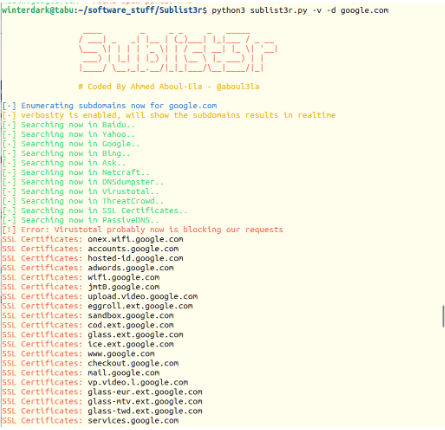 winterdark@tabu:~/software_stuff/Sublist3r$ python3 sublist3r.py -v -d google.com
Sublist3r
# Coded By Ahmed Aboul-Ela - @aboul3la
[-] Enumerating subdomains now for google.com
[-] verbosity is enabled, will show the subdomains results in realtime
[-] Searching now in Baidu..
[-] Searching now in Yahoo..
[-] Searching now in Google..
[-] Searching now in Bing..
[-] Searching now in Ask..
[-] Searching now in Netcraft..
[-] Searching now in DNSdumpster..
[-] Searching now in Virustotal..
[-] Searching now in ThreatCrowd..
[-] Searching now in SSL Certificates..
[-] Searching now in PassiveDNS..
[!] Error: Virustotal probably now is blocking our requests
SSL Certificates: onex.wifi.google.com
SSL Certificates: accounts.google.com
SSL Certificates: hosted-id.google.com
SSL Certificates: adwords.google.com
SSL Certificates: wifi.google.com
SSL Certificates: jmt0.google.com
SSL Certificates: upload.video.google.com
SSL Certificates: eggroll.ext.google.com
SSL Certificates: sandbox.google.com
SSL Certificates: cod.ext.google.com
SSL Certificates: glass.ext.google.com
SSL Certificates: ice.ext.google.com
SSL Certificates: www.google.com
SSL Certificates: checkout.google.com
SSL Certificates: mail.google.com
SSL Certificates: vp.video.l.google.com
SSL Certificates: glass-eur.ext.google.com
SSL Certificates: glass-mtv.ext.google.com
SSL Certificates: glass-twd.ext.google.com
SSL Certificates: services.google.com